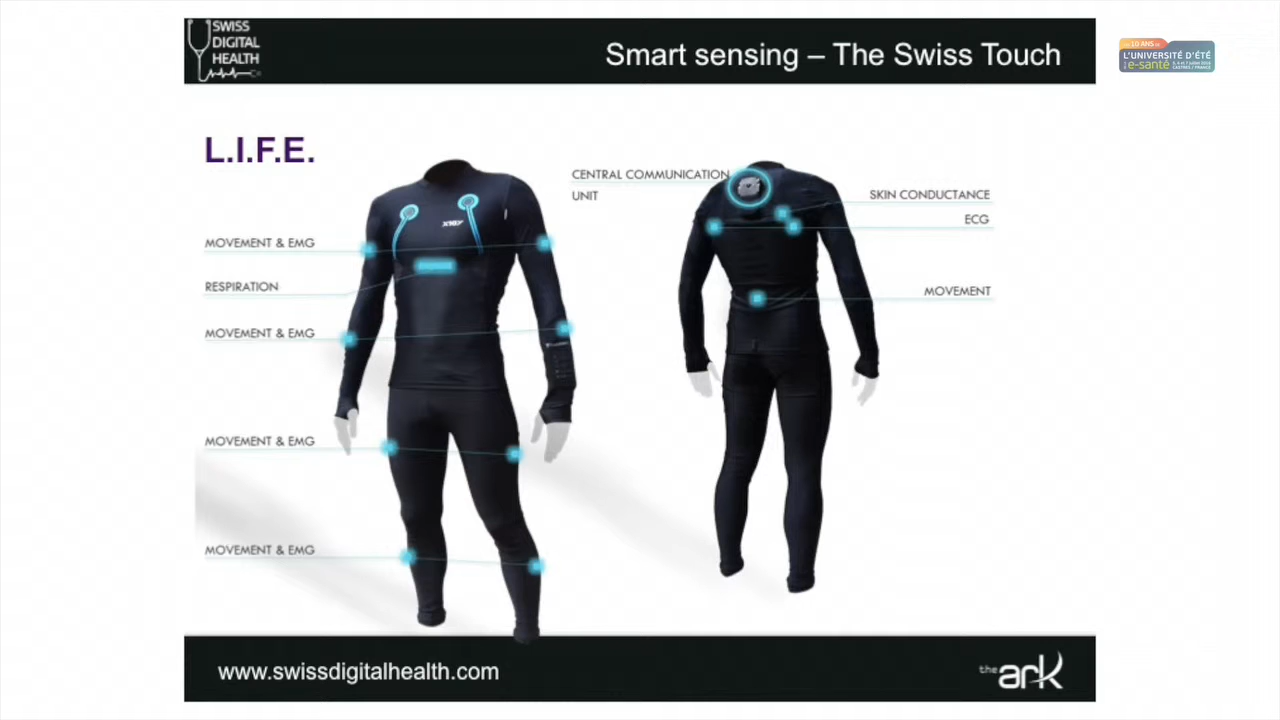 SWISS
DIGITAL
HEALTH
Smart sensing – The Swiss Touch
L'UNIVERSITÉ D'ÉTÉ
e-santé
L.I.F.E.
CENTRAL COMMUNICATION
UNIT
SKIN CONDUCTANCE
ECG
MOVEMENT & EMG
RESPIRATION
MOVEMENT
MOVEMENT & EMG
MOVEMENT & EMG
MOVEMENT & EMG
www.swissdigitalhealth.com
the ark